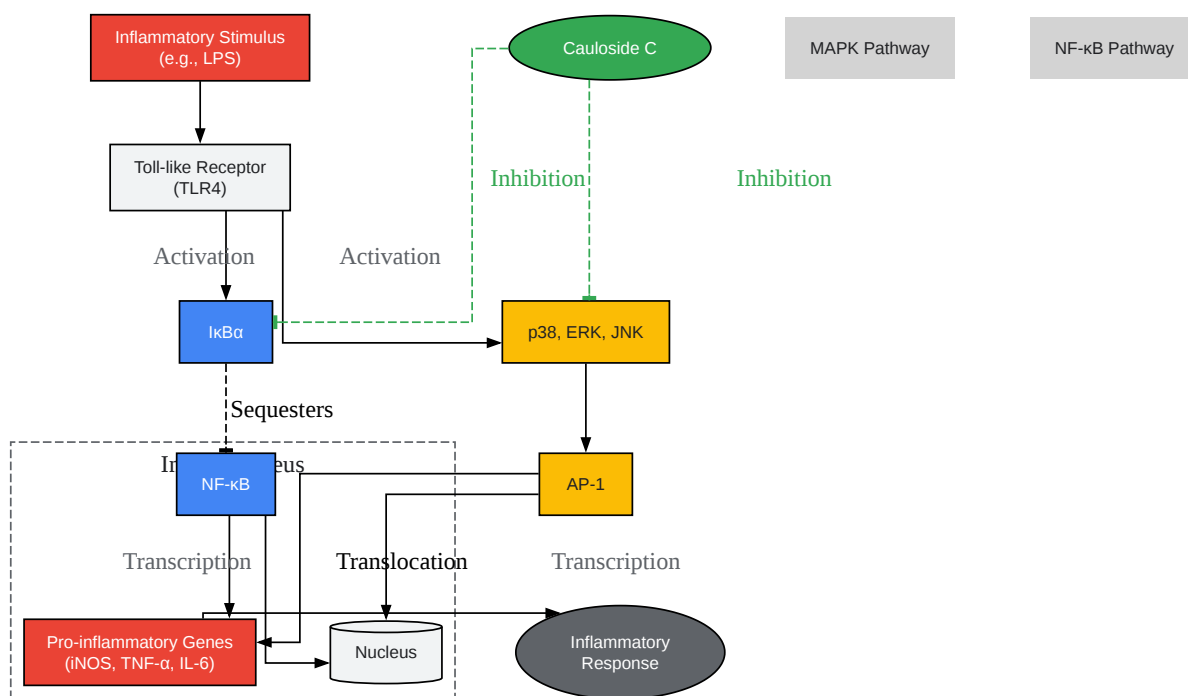 Inflammatory Stimulus
(e.g., LPS)
Cauloside C
MAPK Pathway
NF-κB Pathway
Toll-like Receptor
(TLR4)
Inhibition
Inhibition
Activation
Activation
IκBα
p38, ERK, JNK
Sequesters
NF-κB
AP-1
Transcription
Translocation
Transcription
Pro-inflammatory Genes
(iNOS, TNF-α, IL-6)
Nucleus
Inflammatory
Response